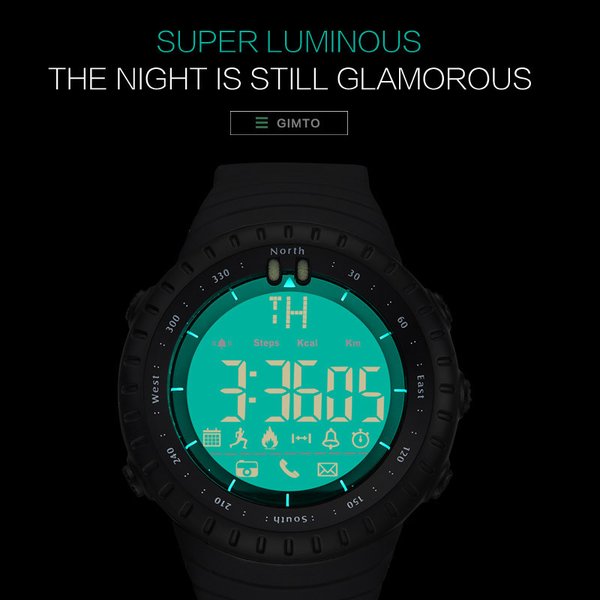 SUPER LUMINOUS
THE NIGHT IS STILL GLAMOROUS
GIMTO
North
330
30
300
60
West
East
240
120
210
150
South
TH
Steps Kcal Km
3:3605